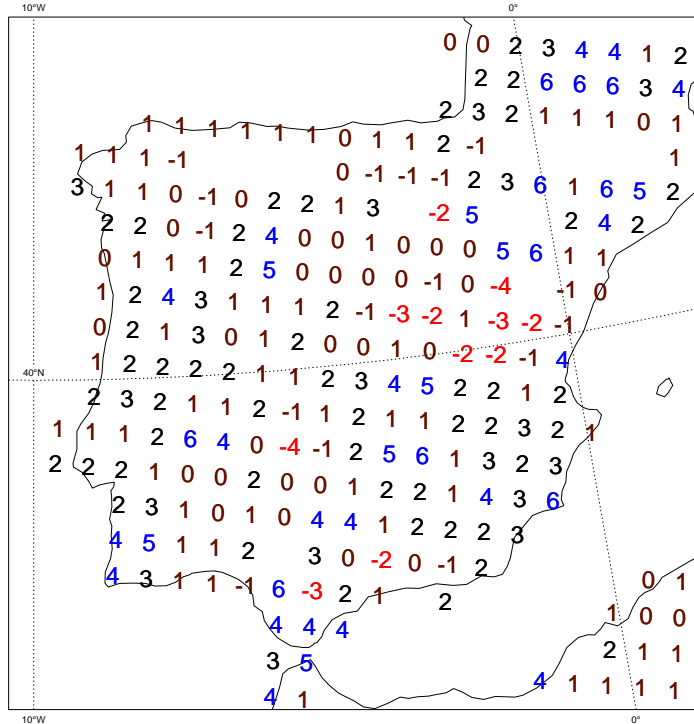 10°W 0°
0 0 2 3 4 4 1 2
2 2 6 6 6 3 4
2 3 2 1 1 1 0 1
1 1 1 1 1 1 0 1 1 2 -1 1
1 1 1 -1 0 -1 -1 -1 2 3 6 1 6 5 2
3 1 1 0 -1 0 2 2 1 3 -2 5 2 4 2
2 2 0 -1 2 4 0 0 1 0 0 0 5 6 1 1
0 1 1 1 2 5 0 0 0 0 -1 0 -4 -1 0
1 2 4 3 1 1 1 2 -1 -3 -2 1 -3 -2 -1
0 2 1 3 0 1 2 0 0 1 0 -2 -2 -1 4
40°N
1 2 2 2 2 1 1 2 3 4 5 2 2 1 2
2 3 2 1 1 2 -1 1 2 1 1 2 2 3 2 1
1 1 1 2 6 4 0 -4 -1 2 5 6 1 3 2 3
2 2 2 1 0 0 2 0 0 1 2 2 1 4 3 6
2 3 1 0 1 0 4 4 1 2 2 2 3
4 5 1 1 2 3 0 -2 0 -1 2 0 1
4 3 1 1 -1 6 -3 2 1 2 1 0 0
4 4 4 2 1 1
3 5 4 1 1 1 1
4 1
10°W 0°